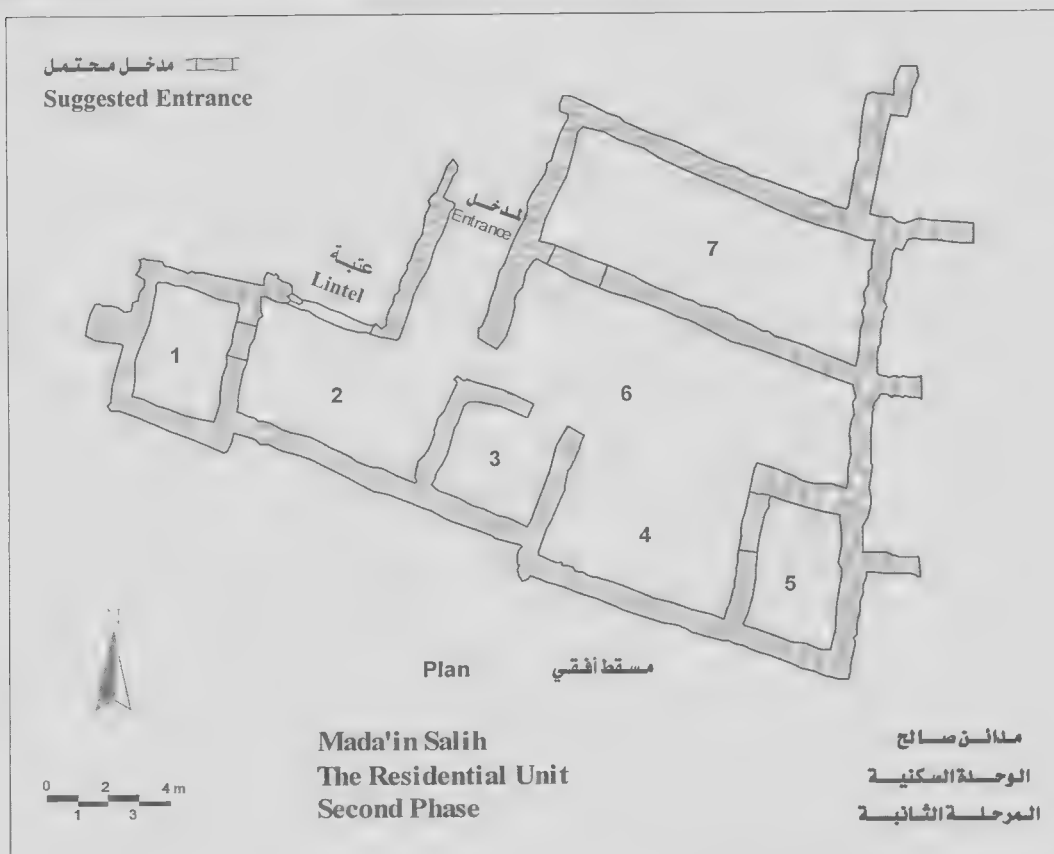 مدخل محتمل
Suggested Entrance
المدخل
Entrance
عتبة
Lintel
7
1
2
6
3
4
5
Plan
مسقط أفقي
Mada'in Salih
The Residential Unit
Second Phase
مدائن صالح
الوحدة السكنية
المرحلة الثانية
0 2 4 m
1 3